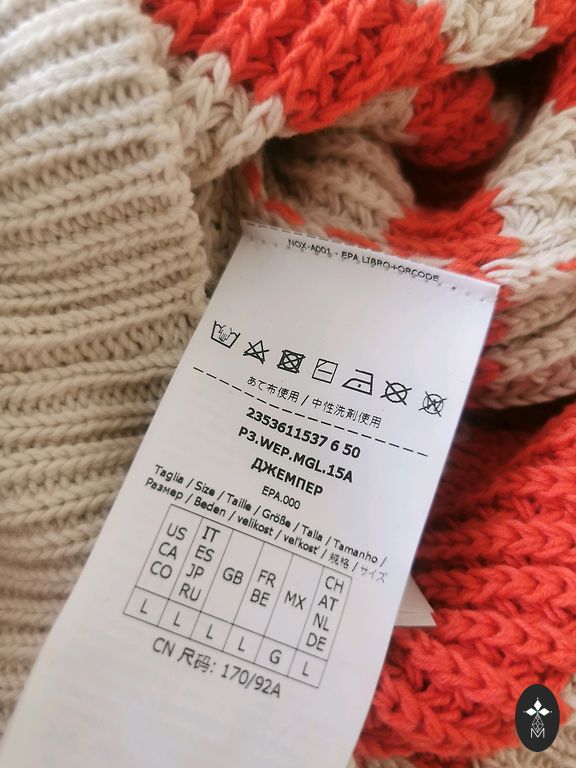 NOX-A001 - EPA LIBRO+QRCODE
あて布使用 / 中性洗剤使用
2353611537 6 50
P3.WEP.MGL.15A
ДЖЕМПЕР
EPA.000
Taglia / Size / Taille / Größe / Talla / Tamanho /
Размер / Beden / velikost / veľkosť / 规格 / サイズ
US CA CO
IT ES JP RU
GB
FR BE
MX
CH AT NL DE
L L L L G L
CN 尺码: 170/92A
M